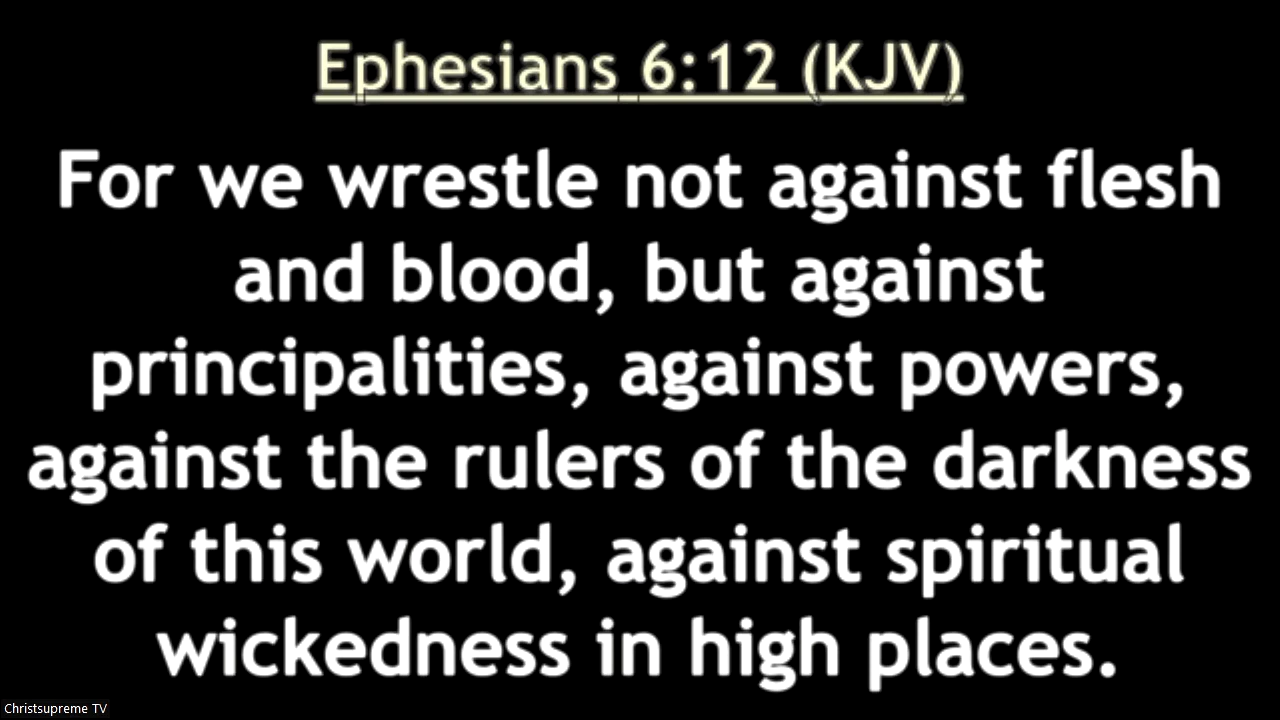 Ephesians 6:12 (KJV)
For we wrestle not against flesh
and blood, but against
principalities, against powers,
against the rulers of the darkness
of this world, against spiritual
wickedness in high places.
Christsupreme TV